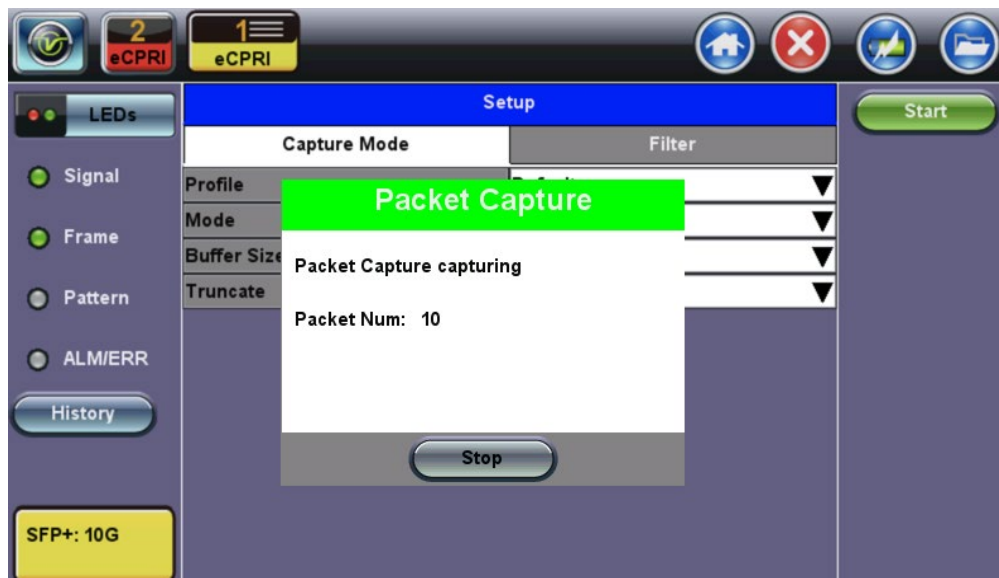 2
eCPRI
1
eCPRI
LEDs
Setup
Start
Capture Mode
Filter
Signal
Profile
Packet Capture
Mode
Frame
Buffer Size
Packet Capture capturing
Pattern
Truncate
Packet Num: 10
ALM/ERR
History
Stop
SFP+: 10G